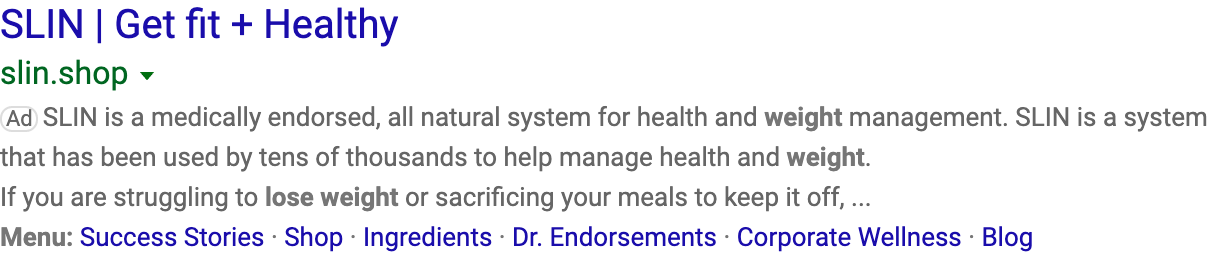 SLIN | Get fit + Healthy
slin.shop
Ad SLIN is a medically endorsed, all natural system for health and weight management. SLIN is a system
that has been used by tens of thousands to help manage health and weight.
If you are struggling to lose weight or sacrificing your meals to keep it off, ...
Menu: Success Stories · Shop · Ingredients · Dr. Endorsements · Corporate Wellness · Blog